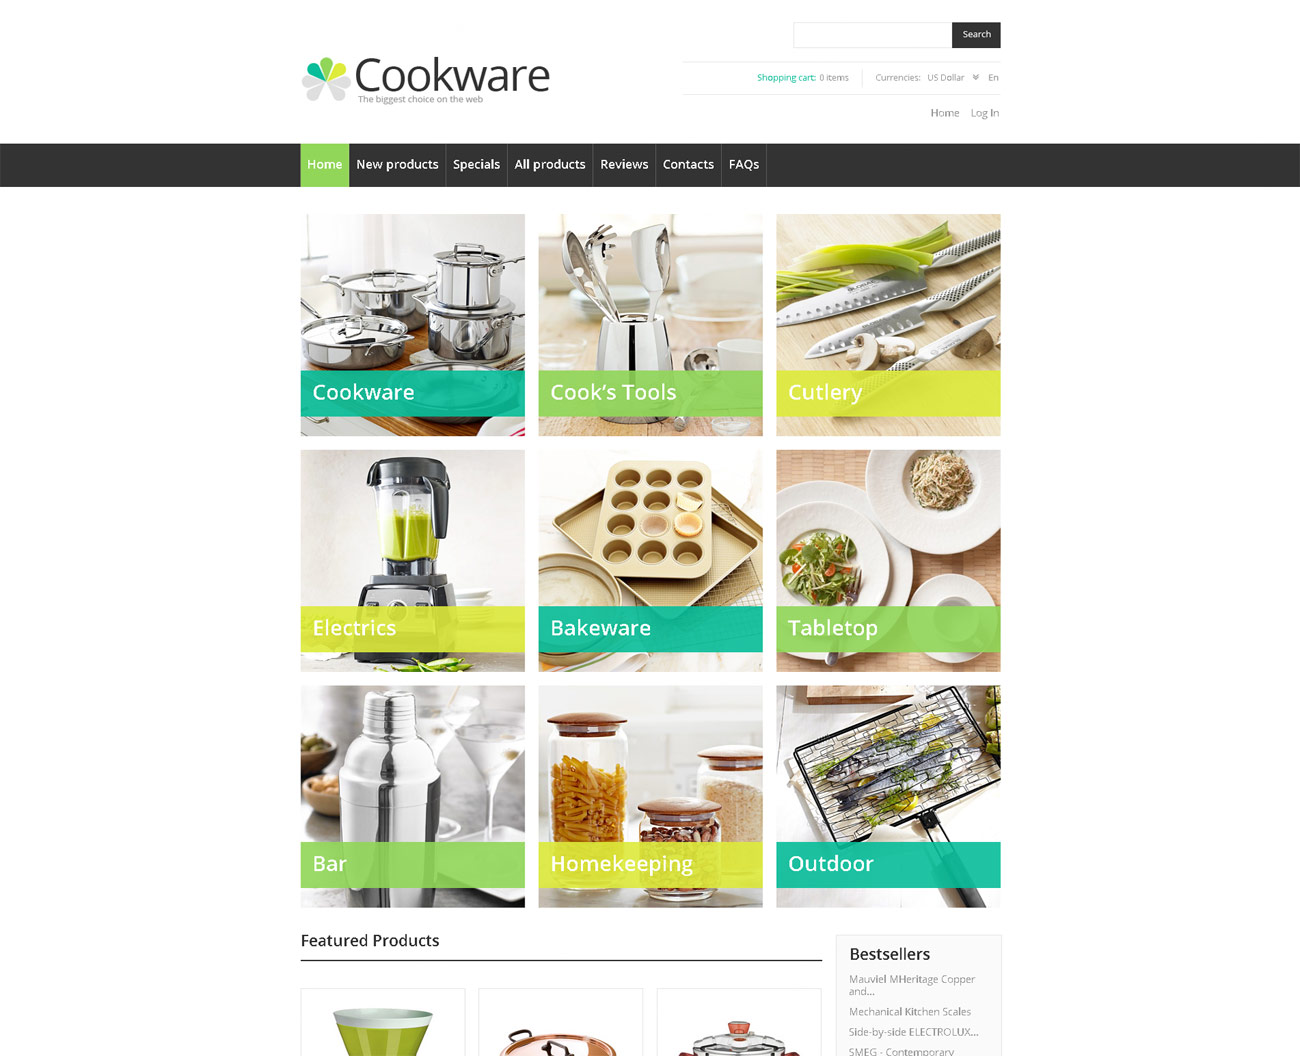 Search
Cookware
The biggest choice on the web
Shopping cart: 0 items
Currencies: US Dollar
En
Home Log In
Home New products Specials All products Reviews Contacts FAQs
Cookware
Cook's Tools
Cutlery
GLOBAL
Electrics
Bakeware
Tabletop
Bar
Homekeeping
Outdoor
Featured Products
Bestsellers
Mauviel MHeritage Copper
and...
Mechanical Kitchen Scales
Side-by-side ELECTROLUX...
SMEG - Contemporary